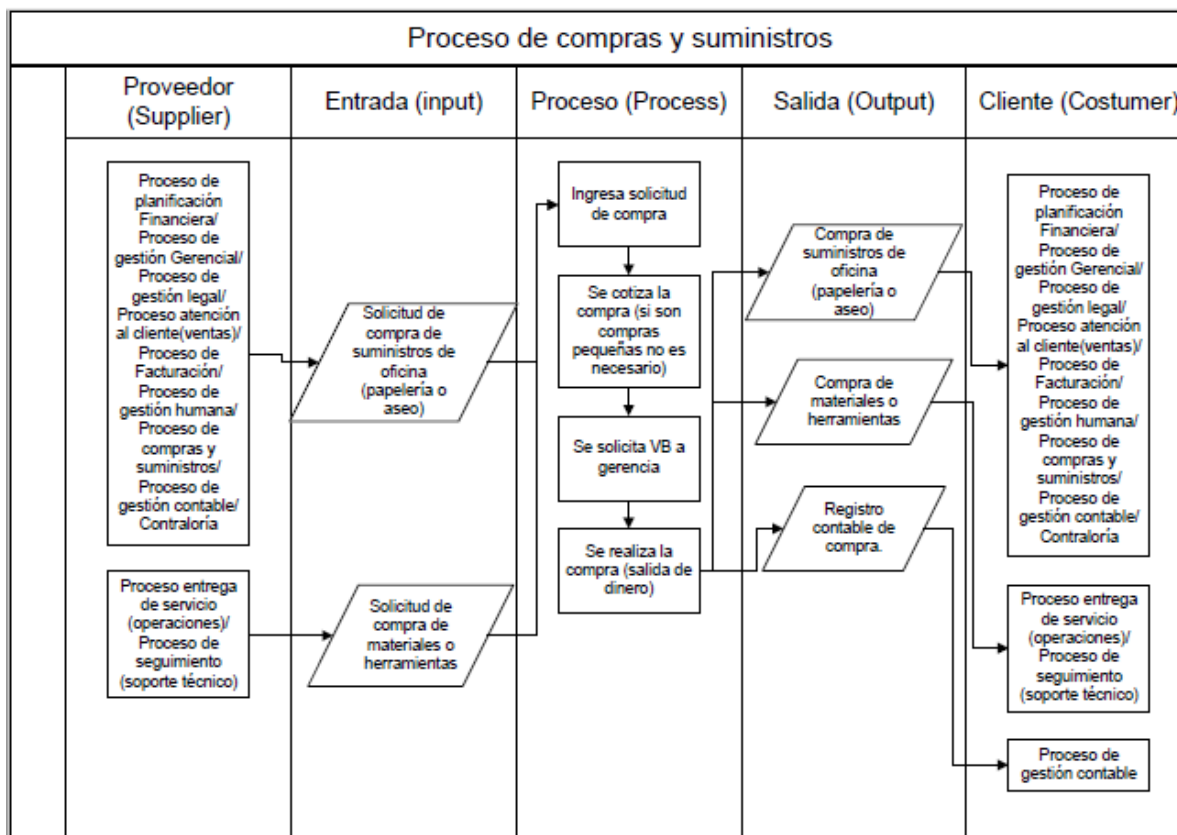 Proceso de compras y suministros
Proveedor
(Supplier)
Entrada (input)
Proceso (Process)
Salida (Output)
Cliente (Costumer)
Proceso de
planificación
Financiera/
Proceso de
gestión Gerencial/
Proceso de
gestión legal/
Proceso atención
al cliente(ventas)/
Proceso de
Facturación/
Proceso de
gestión humana/
Proceso de
compras y
suministros/
Proceso de
gestión contable/
Contraloría
Proceso entrega
de servicio
(operaciones)/
Proceso de
seguimiento
(soporte técnico)
Solicitud de
compra de
suministros de
oficina
(papelería o
aseo)
Solicitud de
compra de
materiales o
herramientas
Ingresa solicitud
de compra
Se cotiza la
compra (si son
compras
pequeñas no es
necesario)
Se solicita VB a
gerencia
Se realiza la
compra (salida de
dinero)
Compra de
suministros de
oficina
(papelería o
aseo)
Compra de
materiales o
herramientas
Registro
contable de
compra.
Proceso de
planificación
Financiera/
Proceso de
gestión Gerencial/
Proceso de
gestión legal/
Proceso atención
al cliente(ventas)/
Proceso de
Facturación/
Proceso de
gestión humana/
Proceso de
compras y
suministros/
Proceso de
gestión contable/
Contraloría
Proceso entrega
de servicio
(operaciones)/
Proceso de
seguimiento
(soporte técnico)
Proceso de
gestión contable